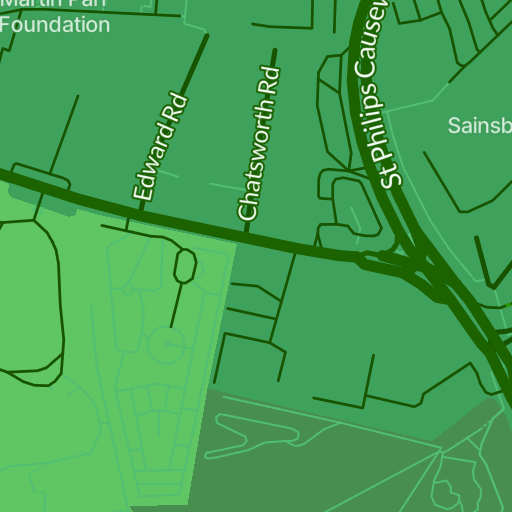 Martin Parr
Foundation
St Philips Causew
Edward Rd
Chatsworth Rd
Sainsb